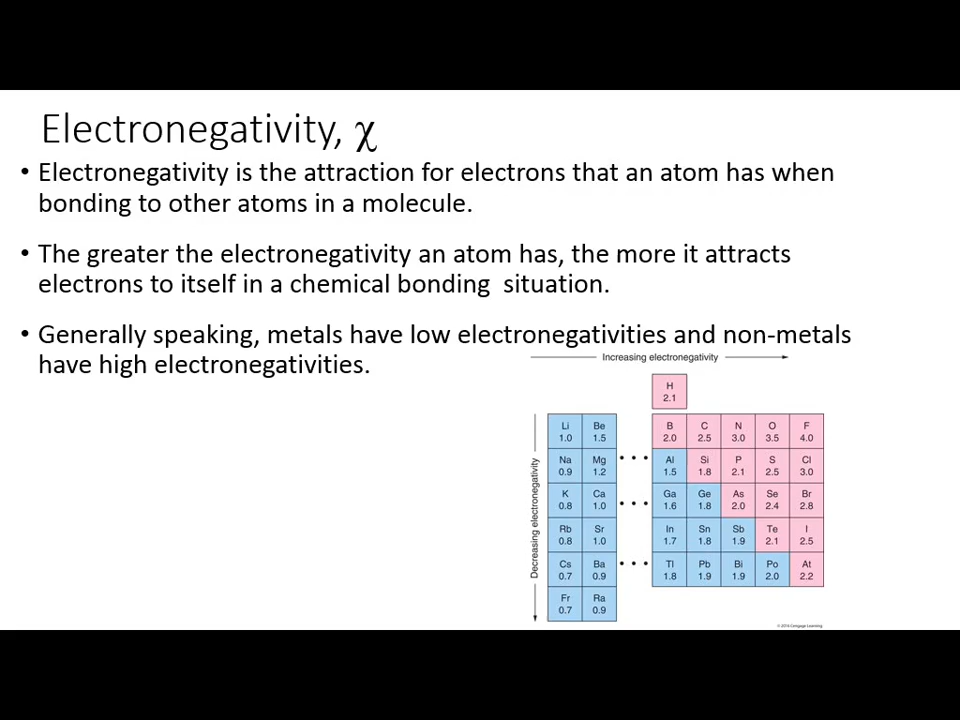 Electronegativity, χ
• Electronegativity is the attraction for electrons that an atom has when
bonding to other atoms in a molecule.
• The greater the electronegativity an atom has, the more it attracts
electrons to itself in a chemical bonding situation.
• Generally speaking, metals have low electronegativities and non-metals
have high electronegativities.
Increasing electronegativity
Decreasing electronegativity
H
2.1
Li Be B C N O F
1.0 1.5 2.0 2.5 3.0 3.5 4.0
Na Mg • • • Al Si P S Cl
0.9 1.2 1.5 1.8 2.1 2.5 3.0
K Ca • • • Ga Ge As Se Br
0.8 1.0 1.6 1.8 2.0 2.4 2.8
Rb Sr In Sn Sb Te I
0.8 1.0 1.7 1.8 1.9 2.1 2.5
Cs Ba • • • Tl Pb Bi Po At
0.7 0.9 1.8 1.9 1.9 2.0 2.2
Fr Ra
0.7 0.9
© 2016 Cengage Learning